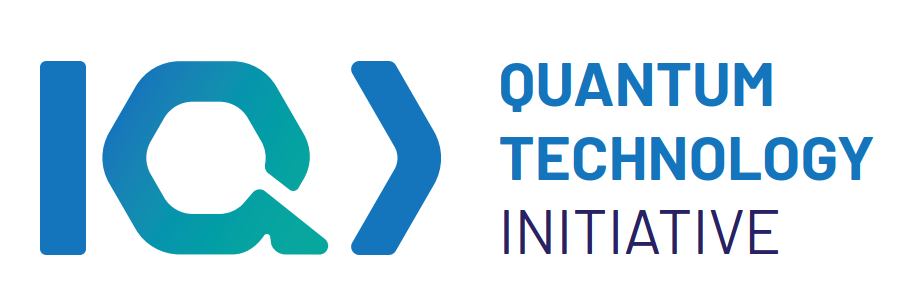 |Q⟩
QUANTUM
TECHNOLOGY
INITIATIVE